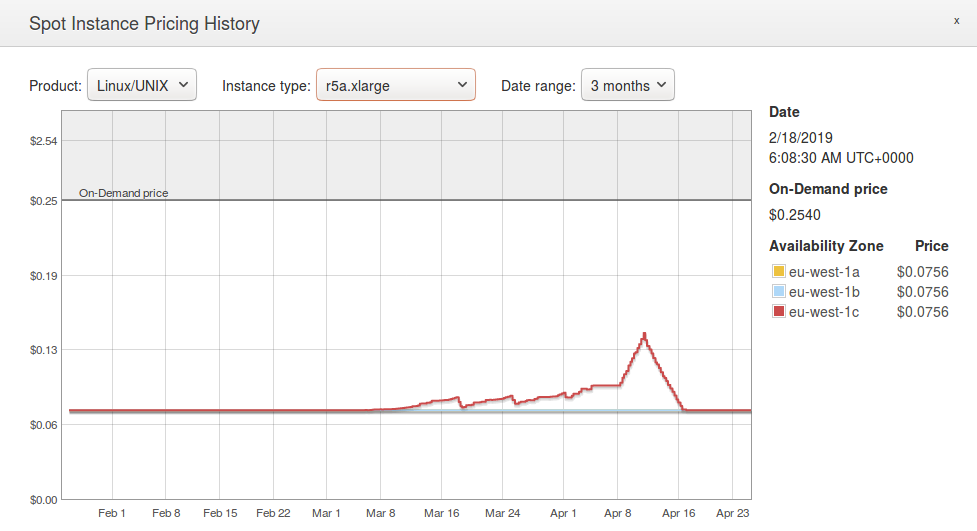 Spot Instance Pricing History
x
Product: Linux/UNIX Instance type: r5a.xlarge Date range: 3 months
$2.54
On-Demand price
$0.25
$0.19
$0.13
$0.06
$0.00
Feb 1 Feb 8 Feb 15 Feb 22 Mar 1 Mar 8 Mar 16 Mar 24 Apr 1 Apr 8 Apr 16 Apr 23
Date
2/18/2019
6:08:30 AM UTC+0000
On-Demand price
$0.2540
Availability Zone Price
eu-west-1a $0.0756
eu-west-1b $0.0756
eu-west-1c $0.0756